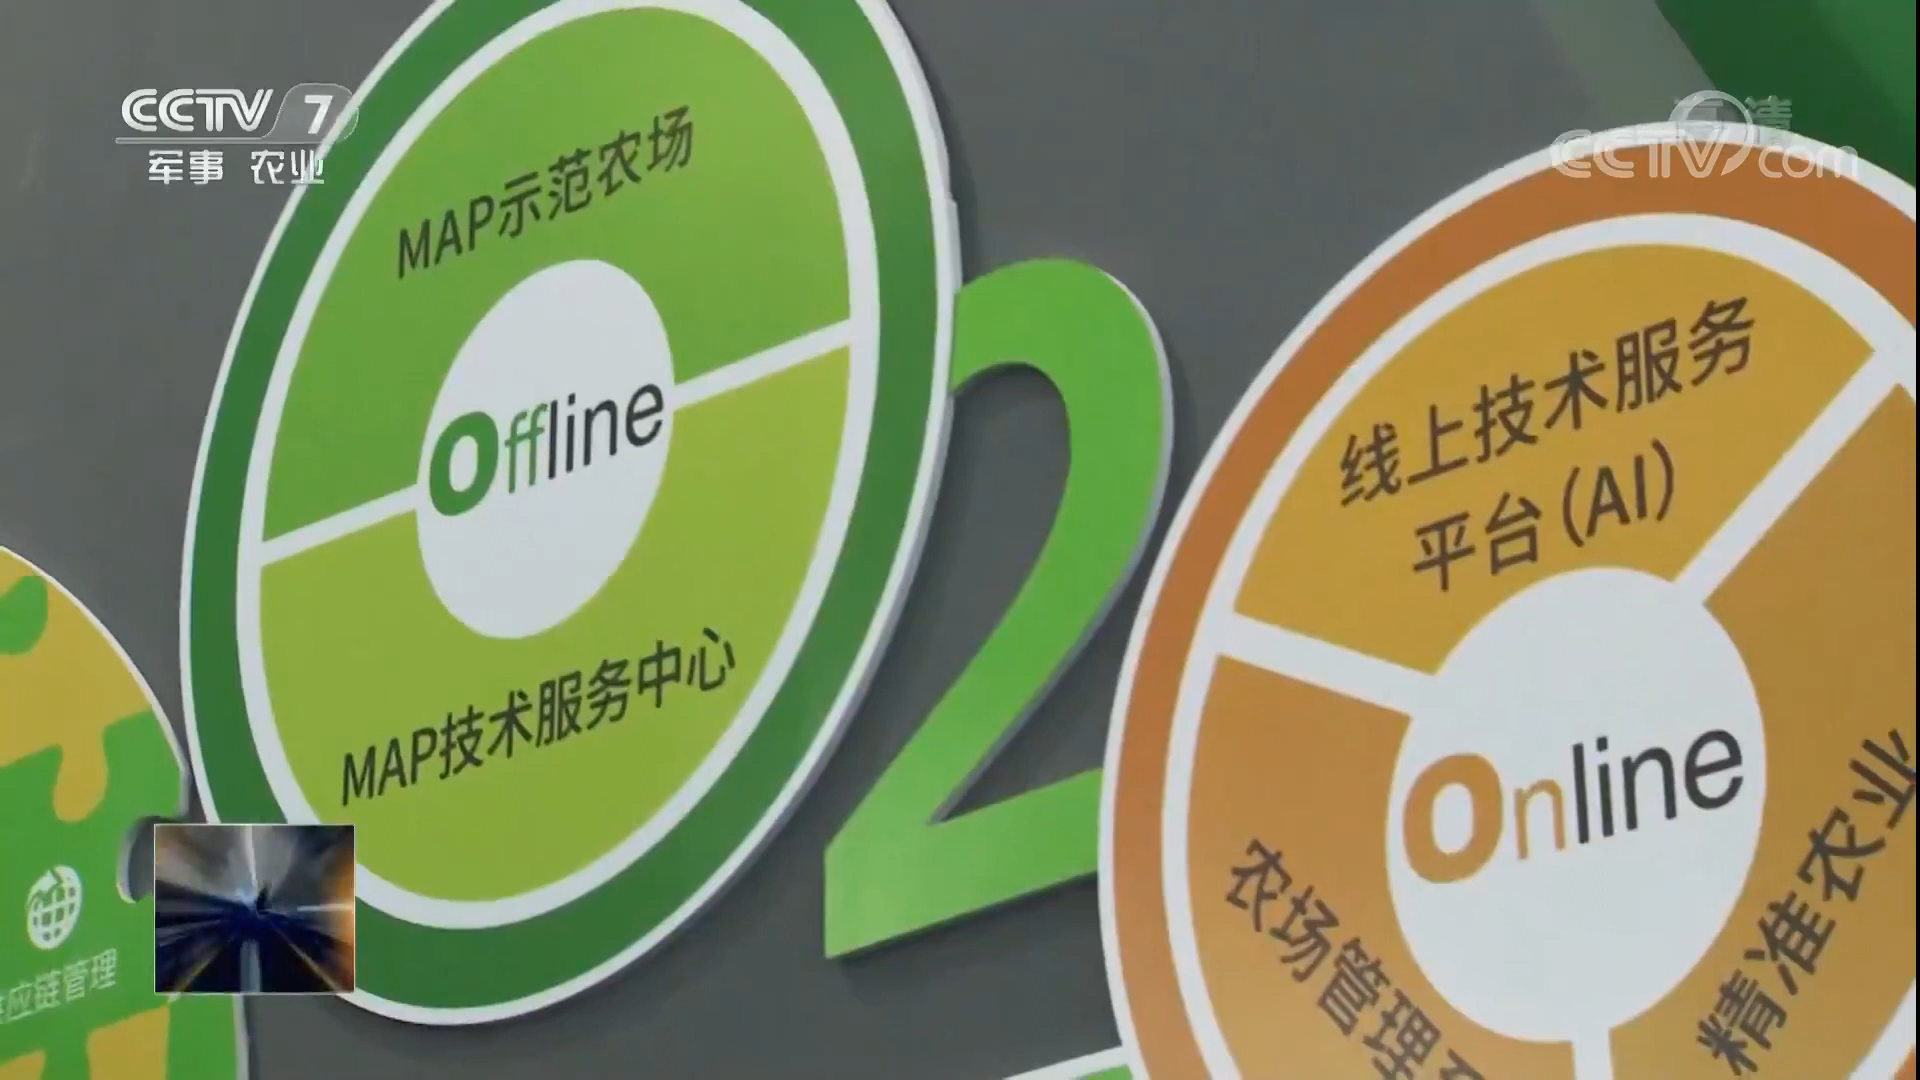 CCTV 7
军事 农业
高清
CCTV.com
MAP示范农场
Offline
MAP技术服务中心
2
线上技术服务
平台(AI)
Online
农场管理
精准农业
应链管理